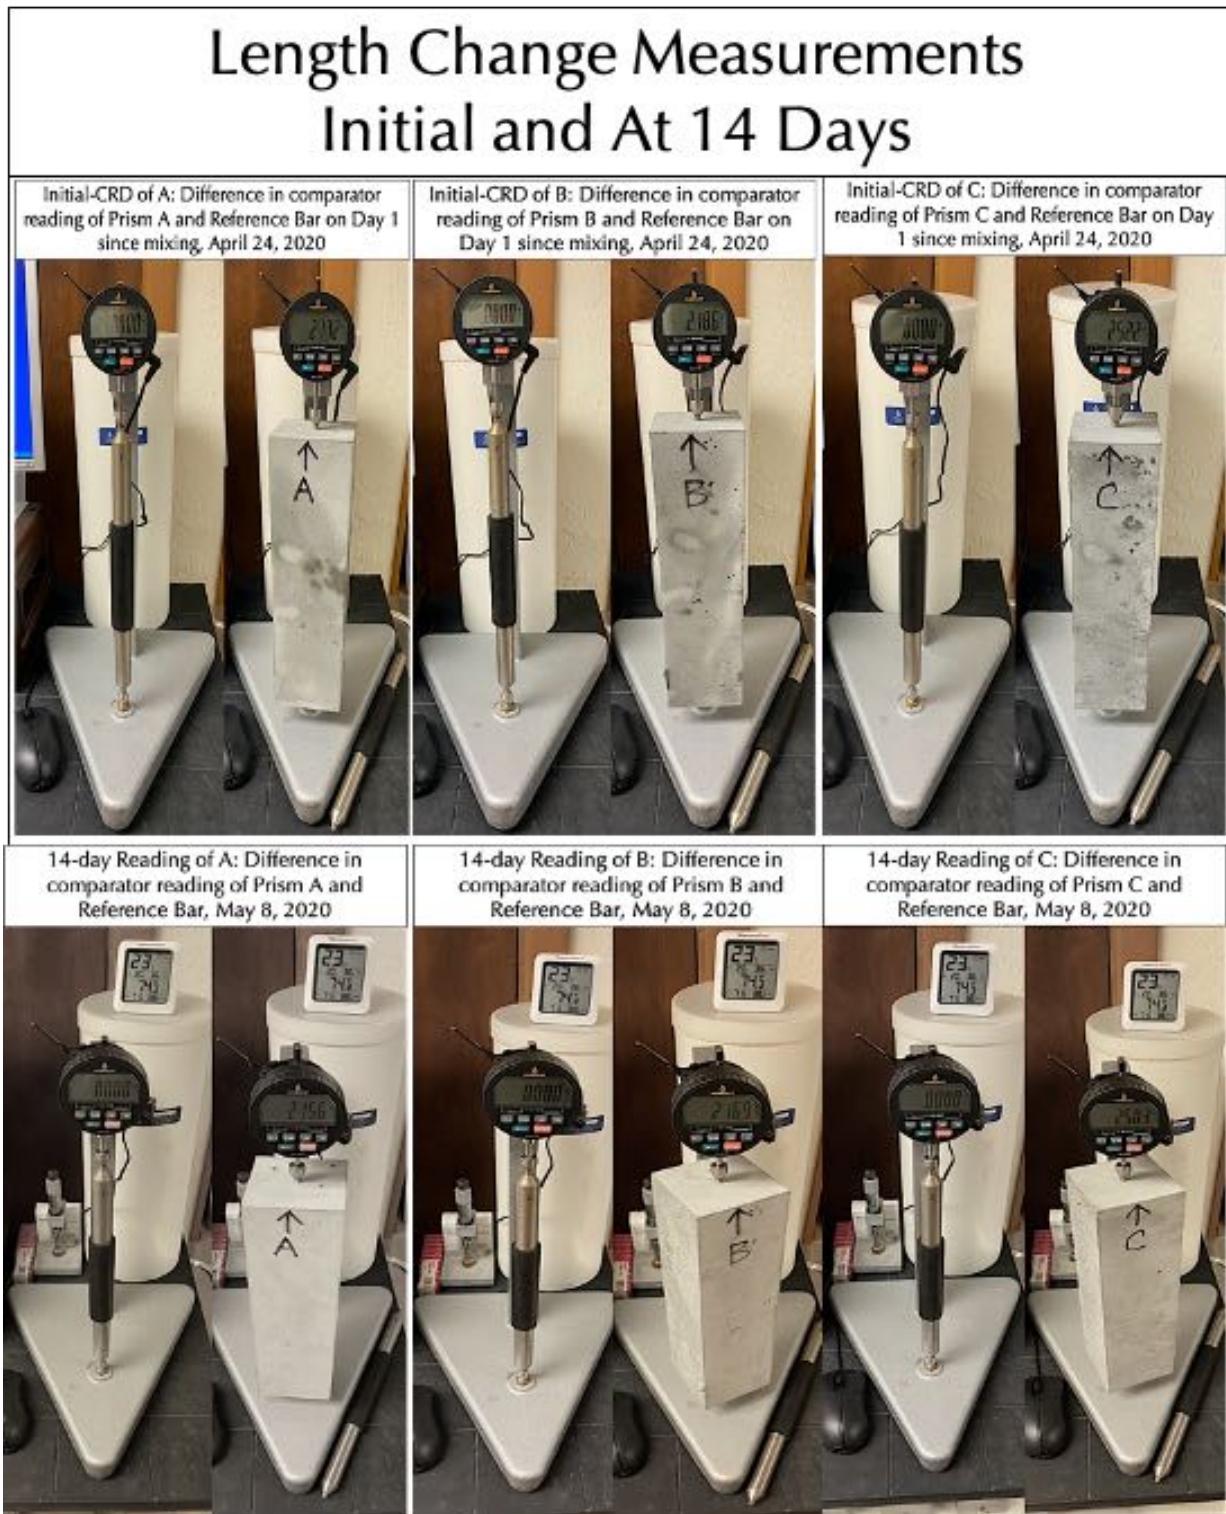 Length Change Measurements
Initial and At 14 Days
Initial-CRD of A: Difference in comparator
reading of Prism A and Reference Bar on Day 1
since mixing, April 24, 2020
Initial-CRD of B: Difference in comparator
reading of Prism B and Reference Bar on
Day 1 since mixing, April 24, 2020
Initial-CRD of C: Difference in comparator
reading of Prism C and Reference Bar on Day
1 since mixing, April 24, 2020
A
B
C
14-day Reading of A: Difference in
comparator reading of Prism A and
Reference Bar, May 8, 2020
14-day Reading of B: Difference in
comparator reading of Prism B and
Reference Bar, May 8, 2020
14-day Reading of C: Difference in
comparator reading of Prism C and
Reference Bar, May 8, 2020
A
B
C